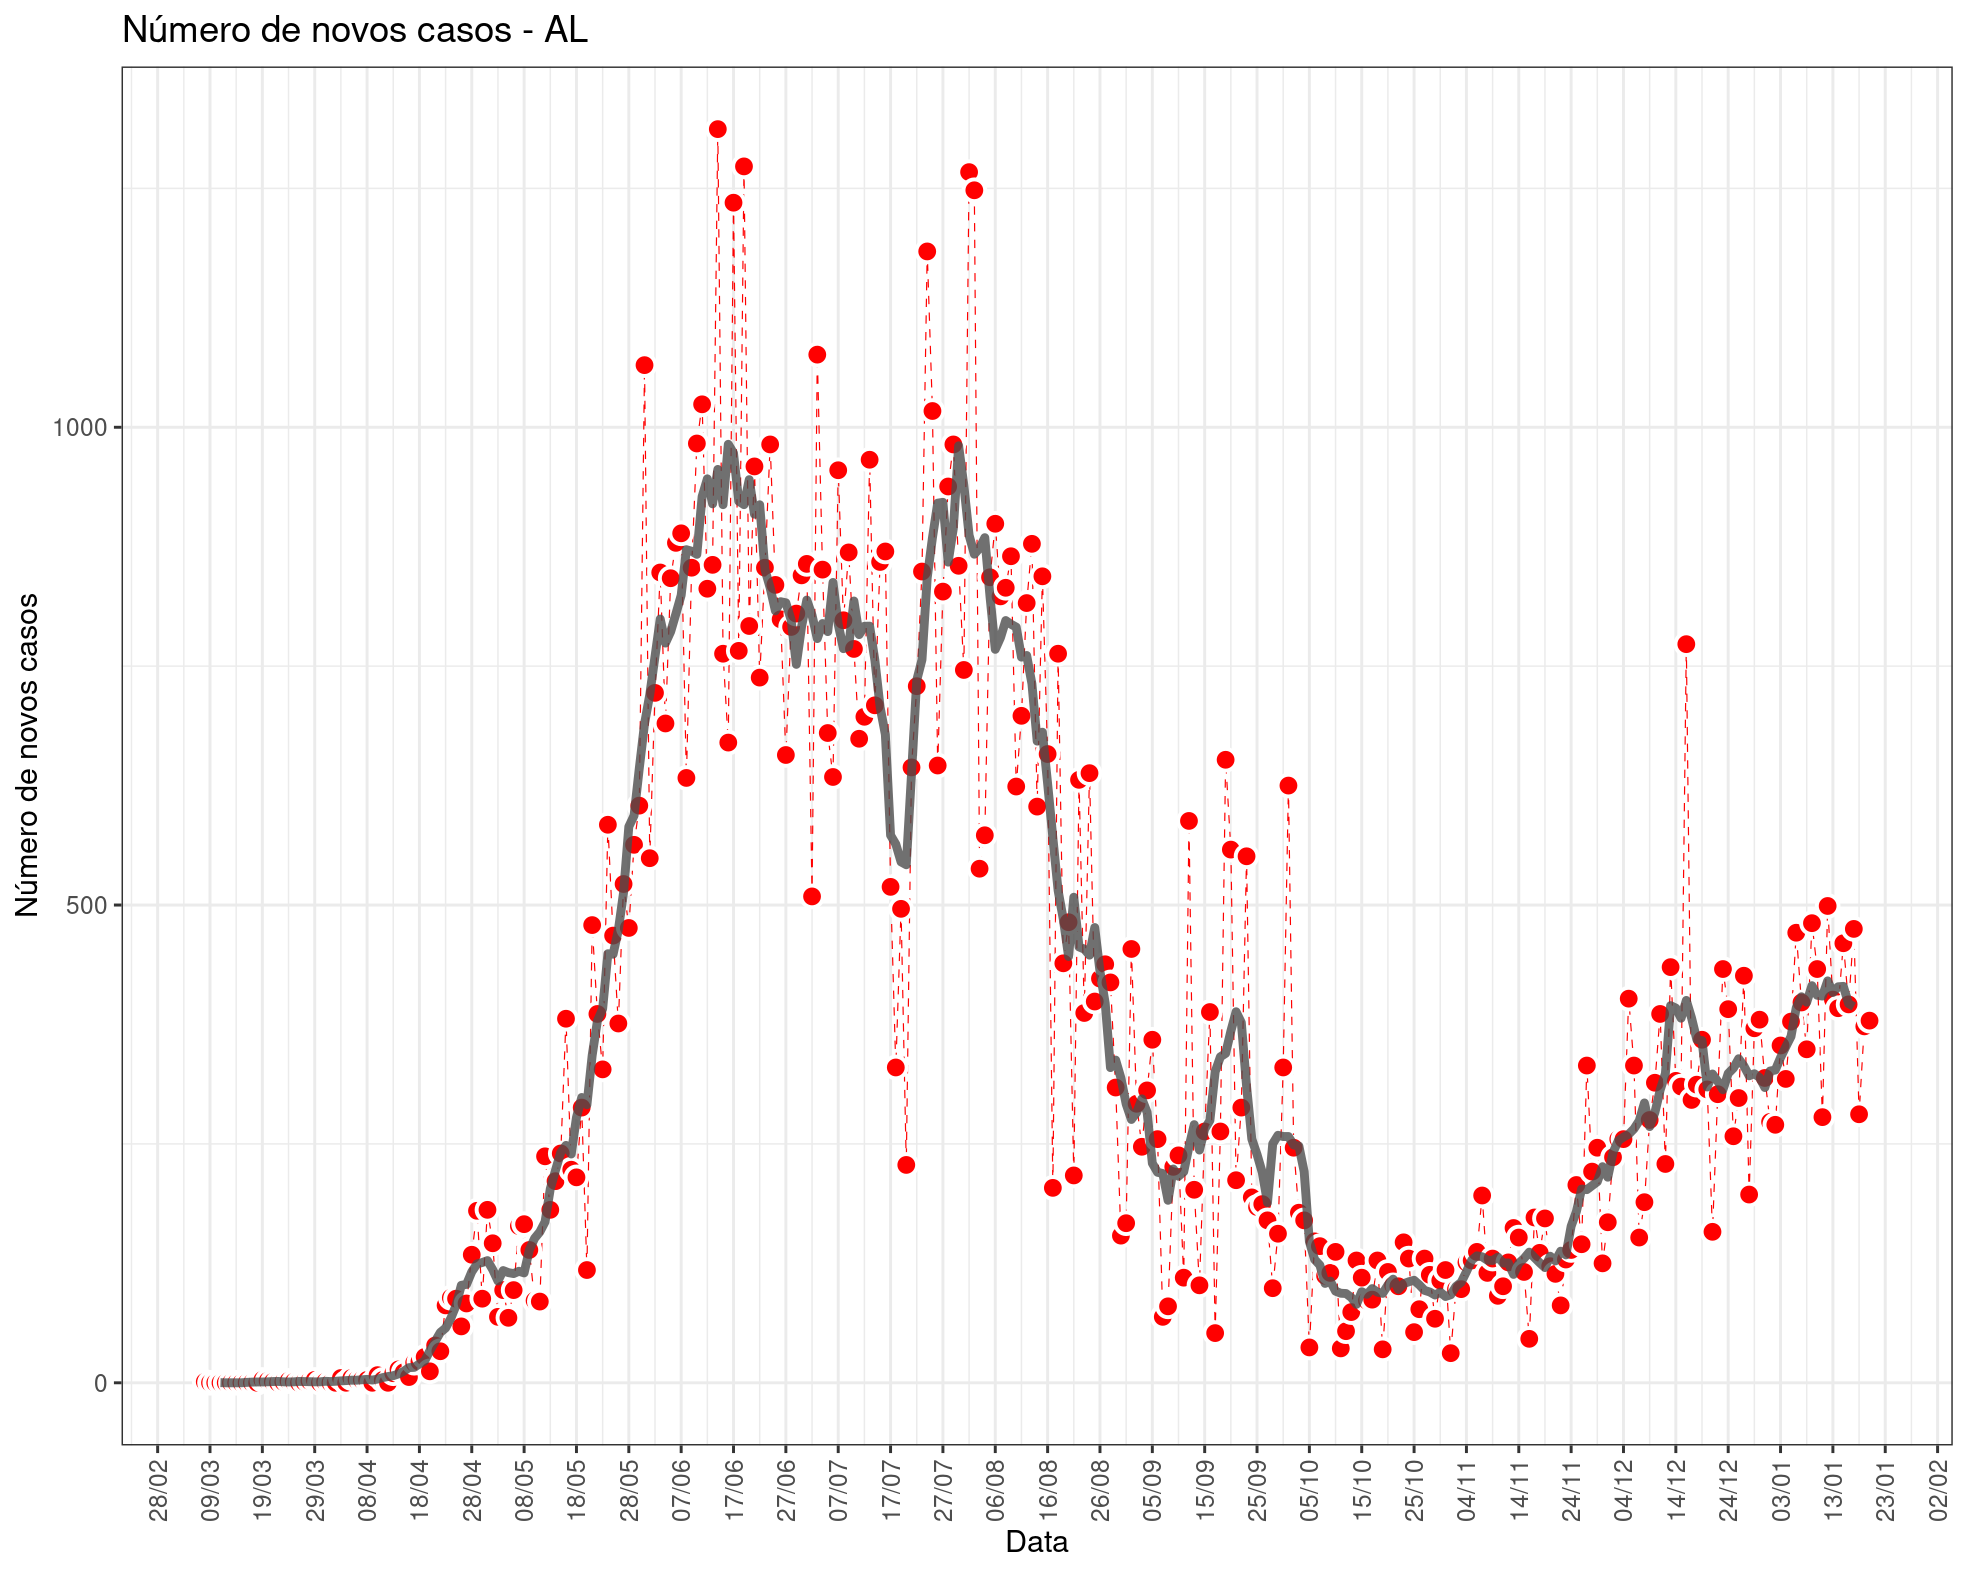 Número de novos casos - AL
Número de novos casos
1000
500
0
28/02 09/03 19/03 29/03 08/04 18/04 28/04 08/05 18/05 28/05 07/06 17/06 27/06 07/07 17/07 27/07 06/08 16/08 26/08 05/09 15/09 25/09 05/10 15/10 25/10 04/11 14/11 24/11 04/12 14/12 24/12 03/01 13/01 23/01 02/02
Data